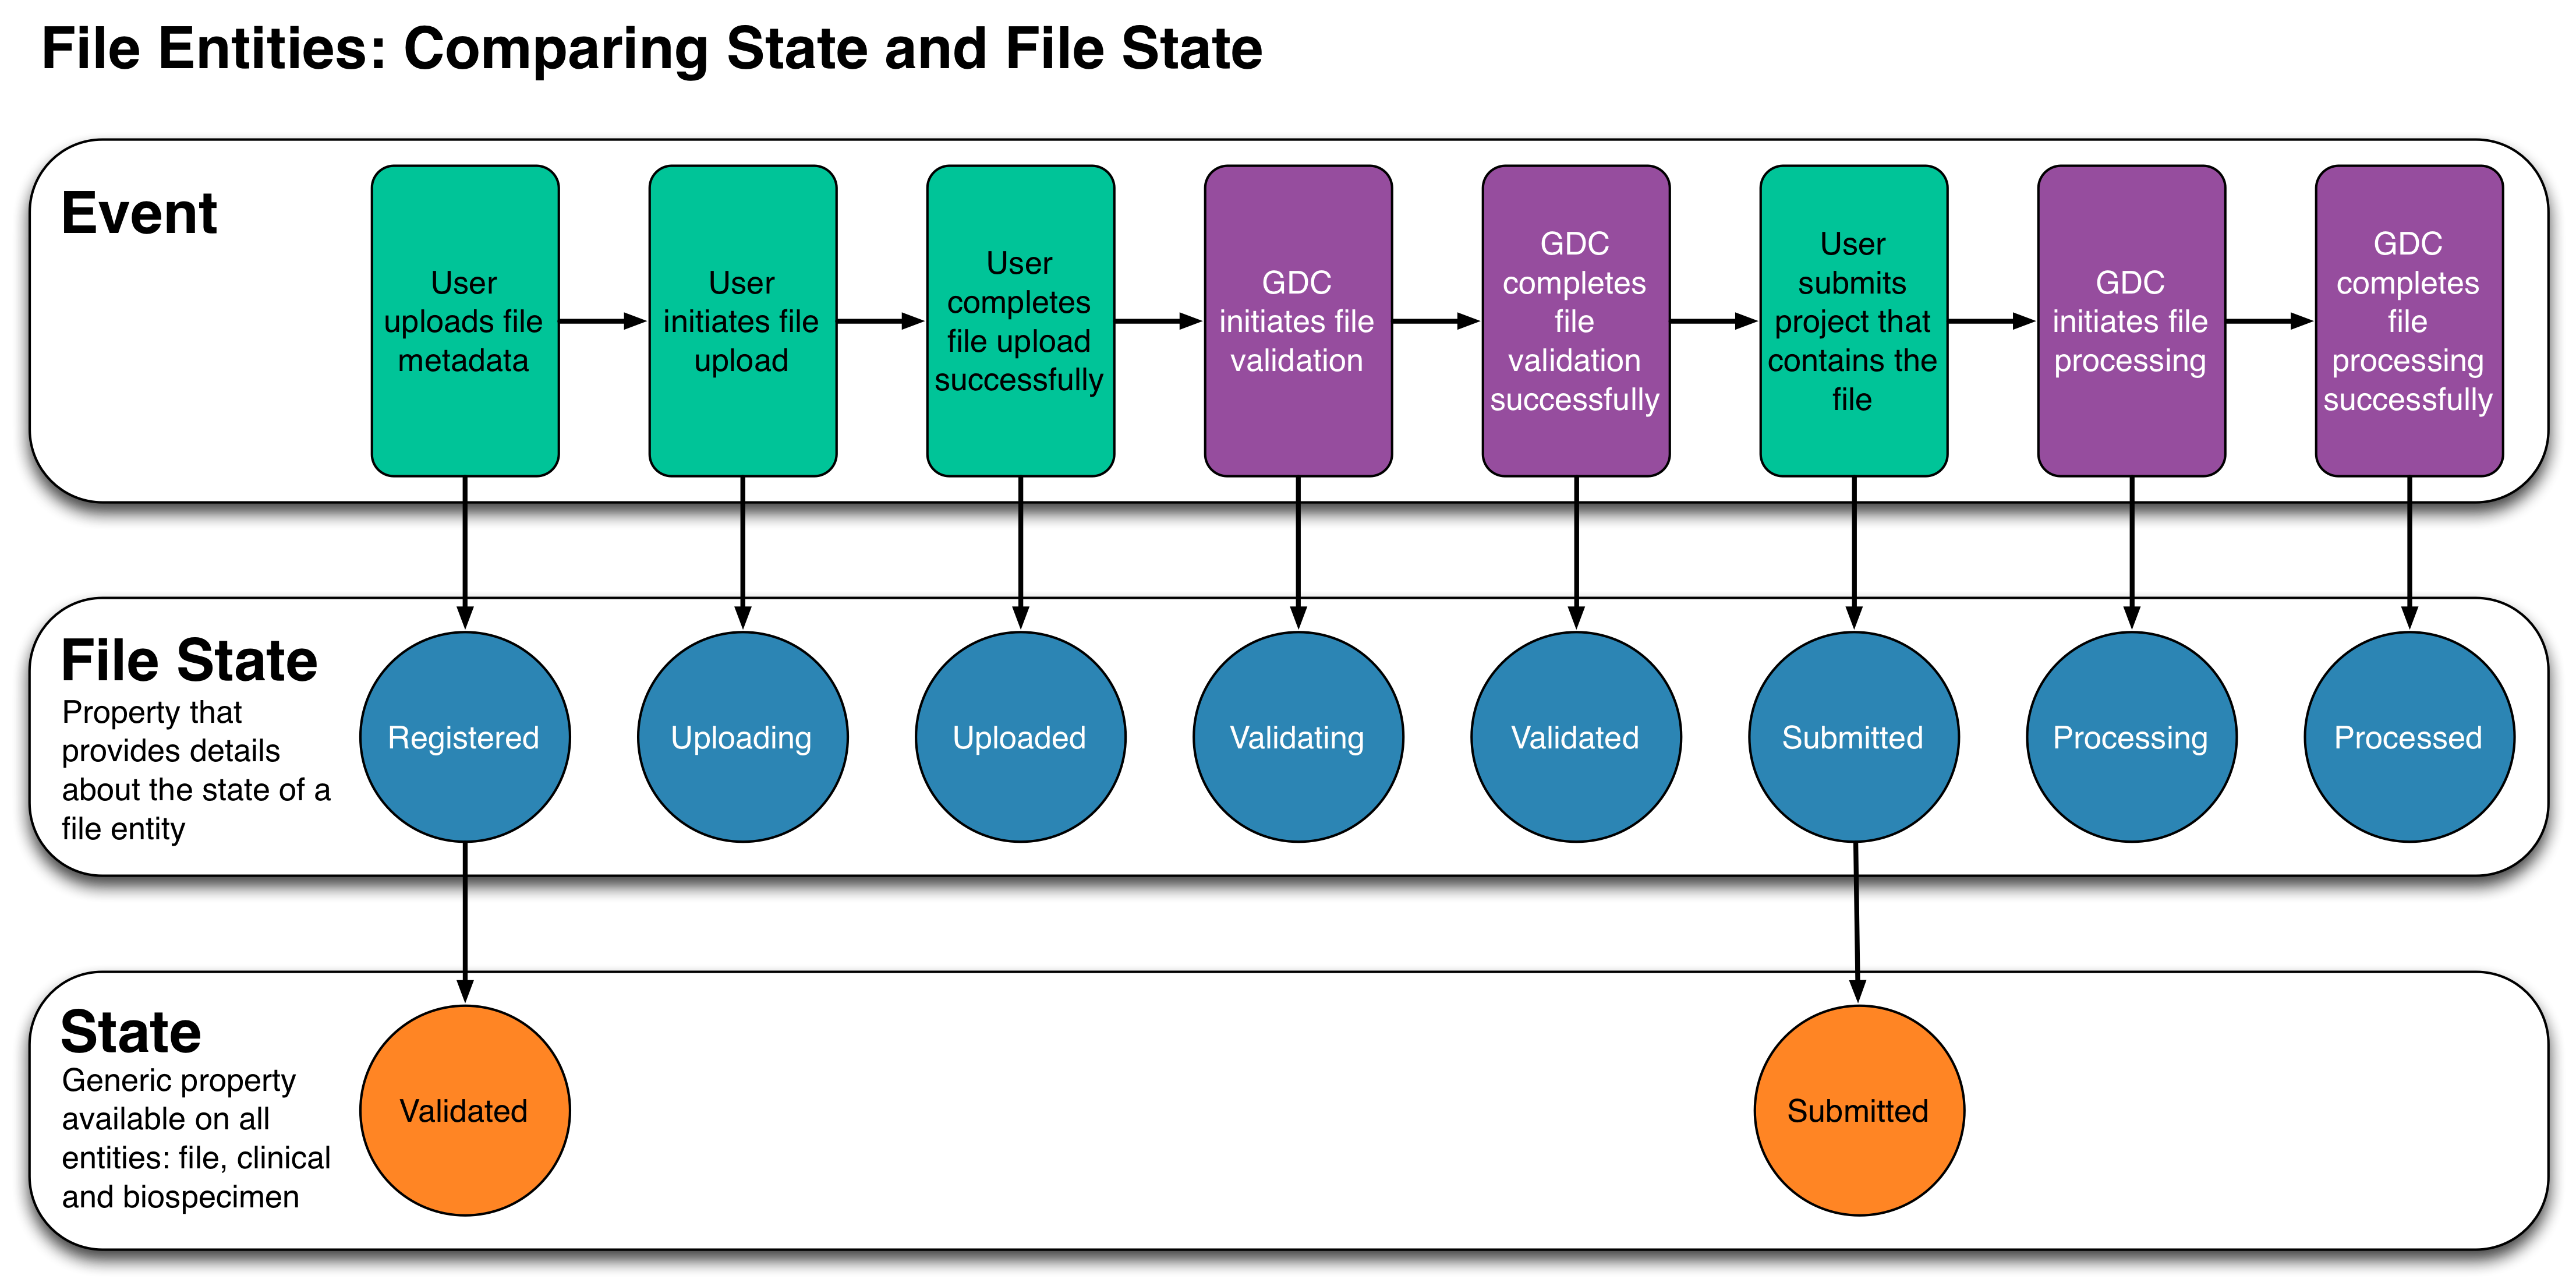 File Entities: Comparing State and File State
Event
User
uploads file
metadata
User
initiates file
upload
User
completes
file upload
successfully
GDC
initiates file
validation
GDC
completes
file
validation
successfully
User
submits
project that
contains the
file
GDC
initiates file
processing
GDC
completes
file
processing
successfully
File State
Property that
provides details
about the state of a
file entity
Registered
Uploading
Uploaded
Validating
Validated
Submitted
Processing
Processed
State
Generic property
available on all
entities: file, clinical
and biospecimen
Validated
Submitted